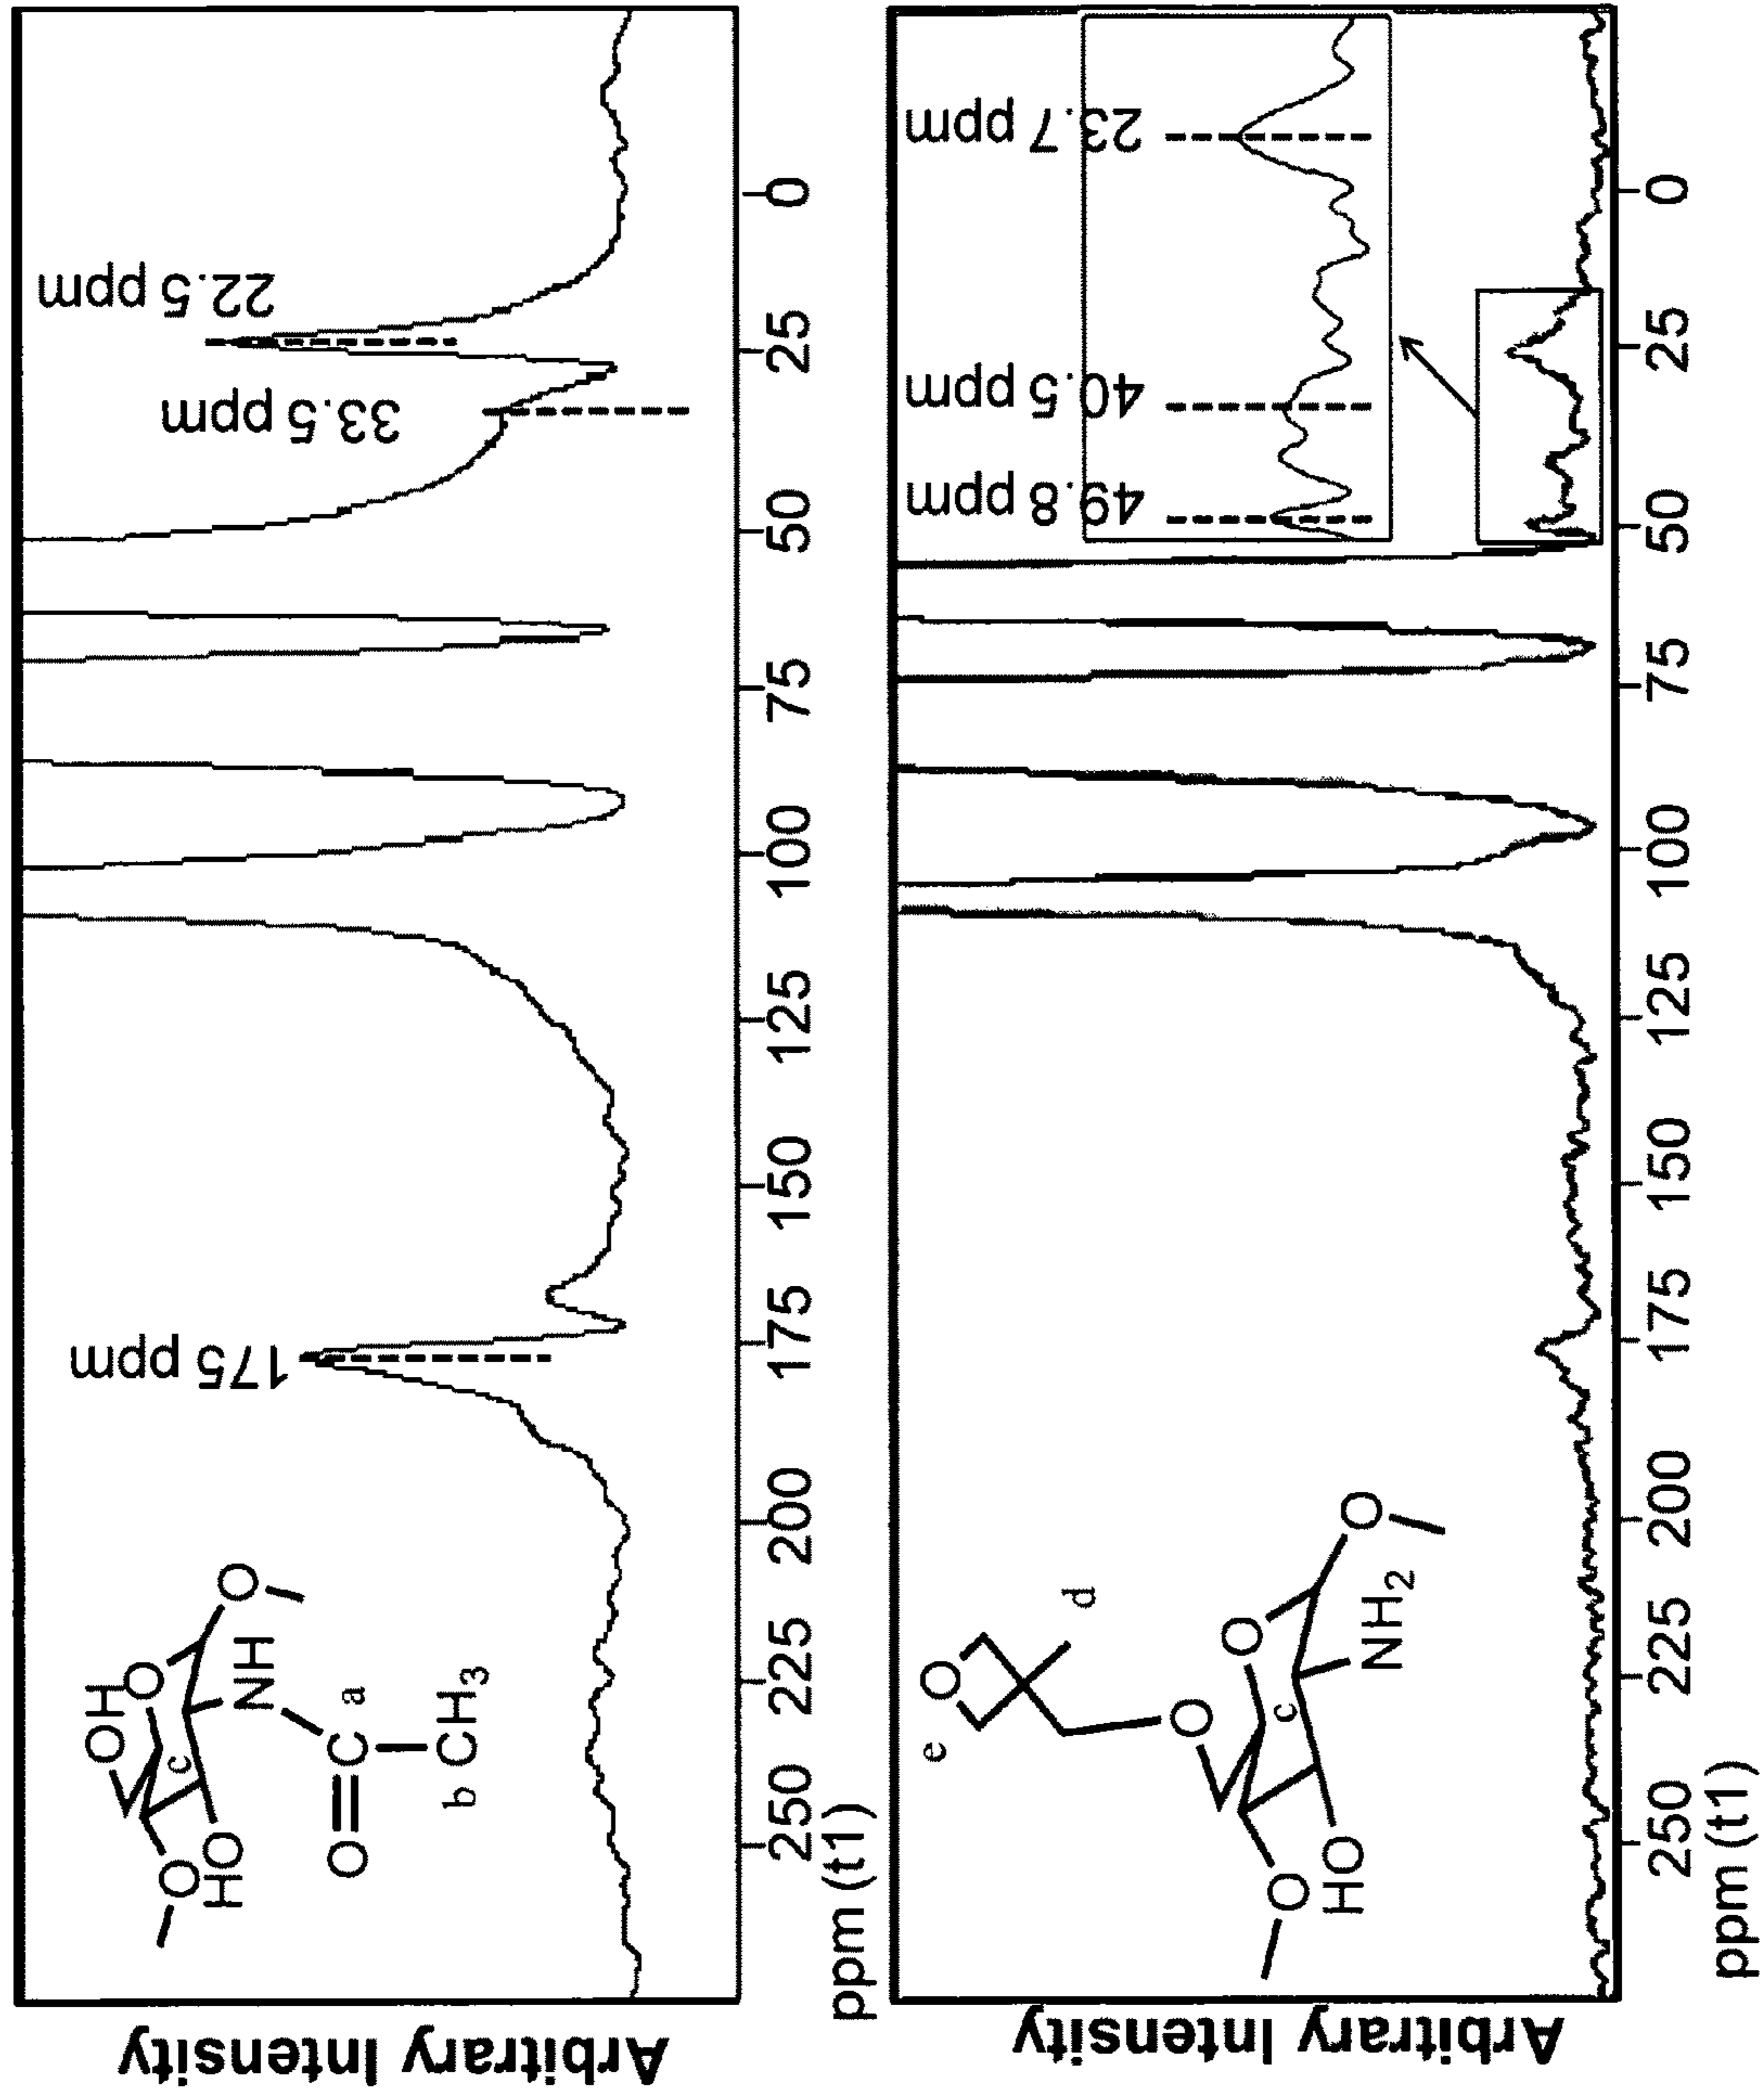 Arbitrary Intensity
175 ppm
33.5 ppm
22.5 ppm
OH
O
O
c
O
HO
NH
O=C a
b CH3
250 225 200 175 150 125 100 75 50 25 0
ppm (t1)
Arbitrary Intensity
49.8 ppm
40.5 ppm
23.7 ppm
e
O
d
O
O
O
c
O
HO
NH2
250 225 200 175 150 125 100 75 50 25 0
ppm (t1)